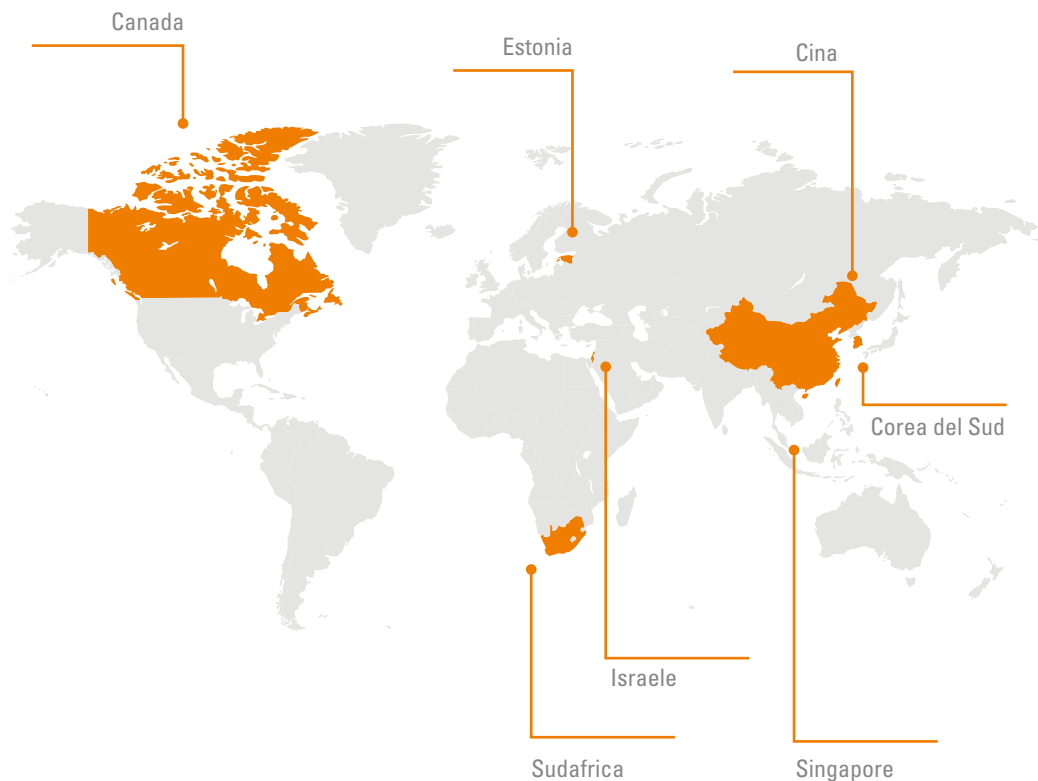 Canada
Estonia
Cina
Corea del Sud
Israele
Sudafrica
Singapore